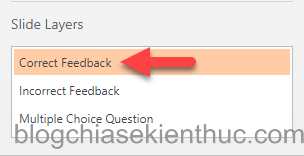 Slide Layers
Correct Feedback
Incorrect Feedback
Multiple Choice Question
blogchiasekienthuc.com